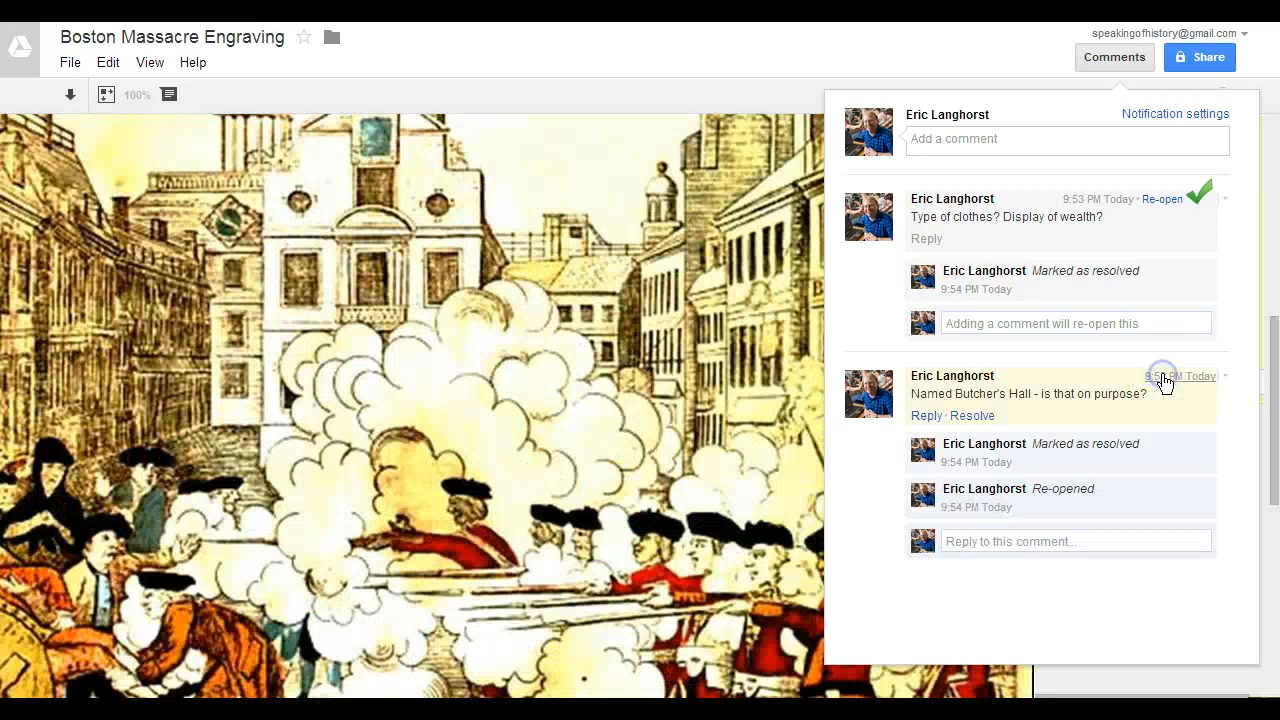 Boston Massacre Engraving
speakingofhistory@gmail.com
File Edit View Help
Comments
Share
100%
Eric Langhorst
Notification settings
Add a comment
Eric Langhorst
9:53 PM Today · Re-open
Type of clothes? Display of wealth?
Reply
Eric Langhorst Marked as resolved
9:54 PM Today
Adding a comment will re-open this
Eric Langhorst
PM Today
Named Butcher's Hall - is that on purpose?
Reply · Resolve
Eric Langhorst Marked as resolved
9:54 PM Today
Eric Langhorst Re-opened
9:54 PM Today
Reply to this comment...